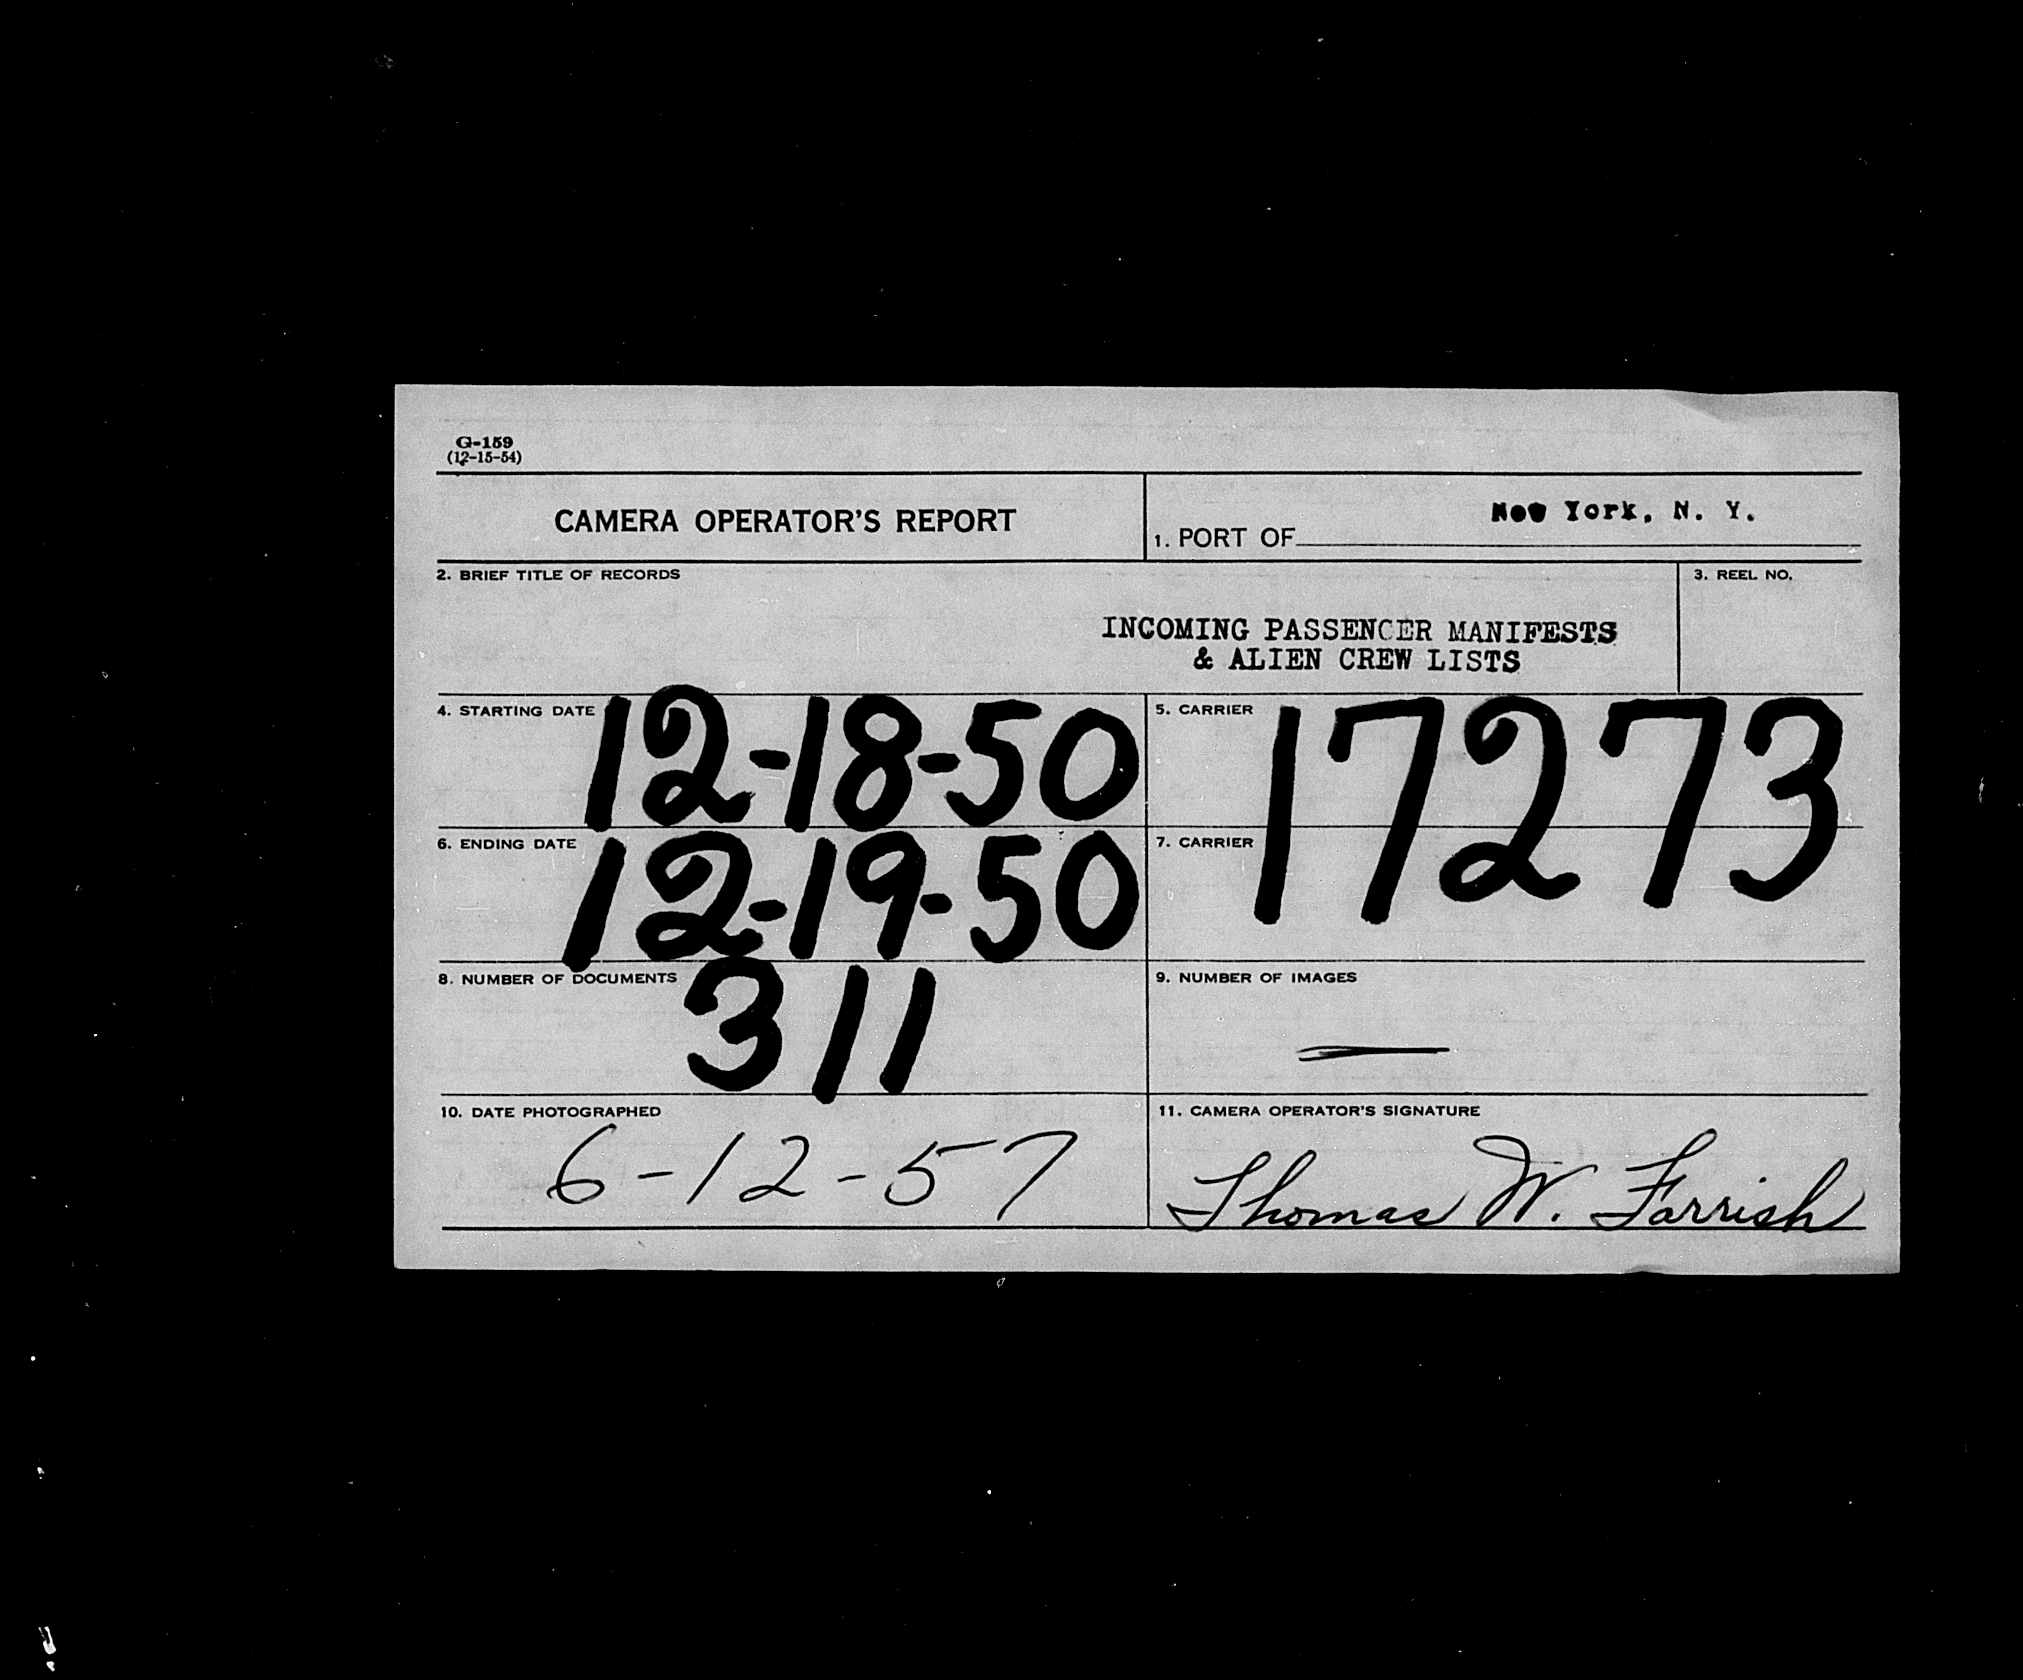 G-159
(12-15-54)
CAMERA OPERATOR'S REPORT
1. PORT OF New York, N. Y.
2. BRIEF TITLE OF RECORDS
INCOMING PASSENGER MANIFESTS
& ALIEN CREW LISTS
3. REEL NO.
4. STARTING DATE 12-18-50
5. CARRIER 17273
6. ENDING DATE 12-19-50
7. CARRIER
8. NUMBER OF DOCUMENTS 311
9. NUMBER OF IMAGES —
10. DATE PHOTOGRAPHED
6-12-57
11. CAMERA OPERATOR'S SIGNATURE
Thomas W. Farrish